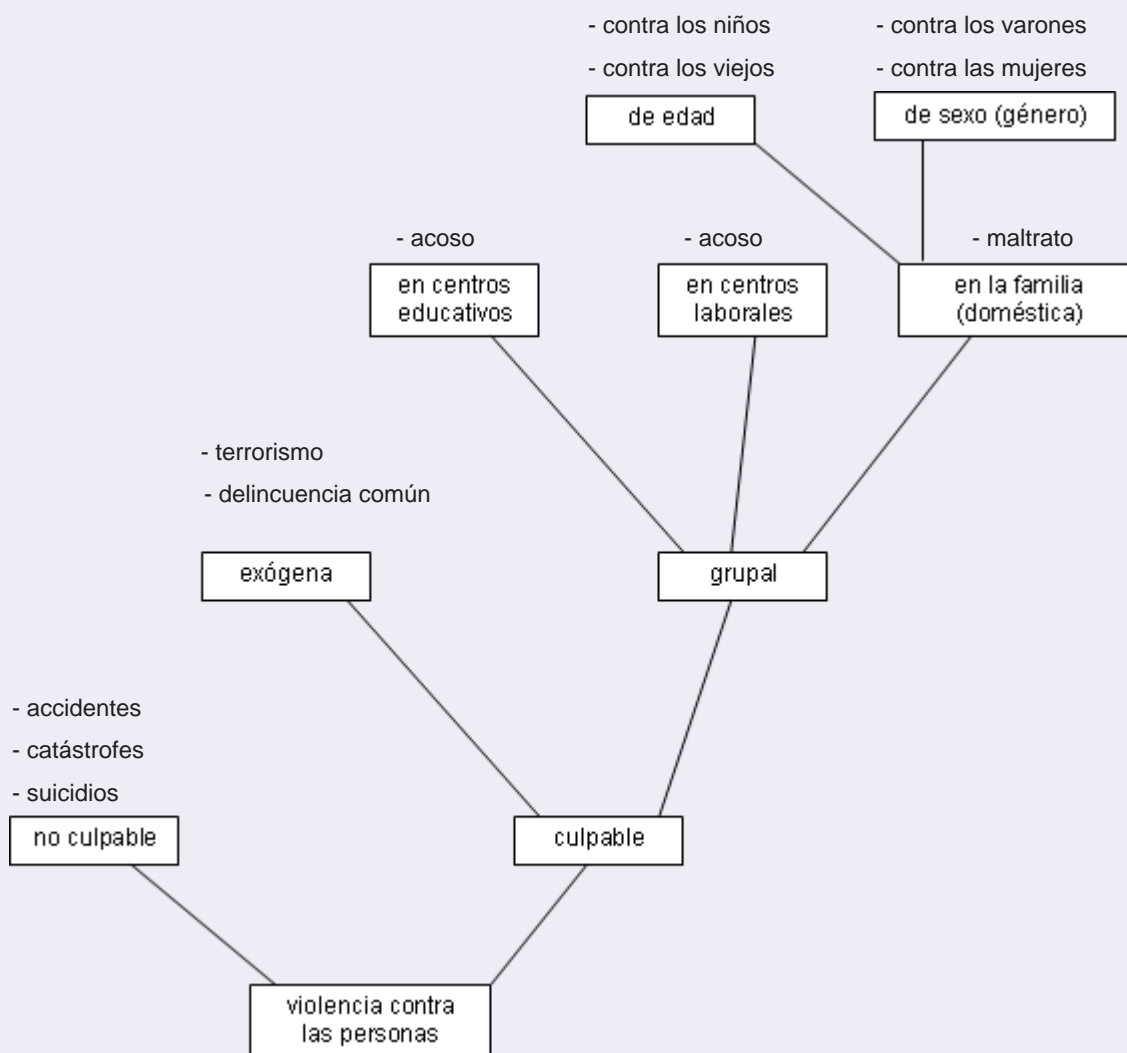 - contra los niños
- contra los viejos
- contra los varones
- contra las mujeres
de edad
de sexo (género)
- acoso
- acoso
- maltrato
en centros
educativos
en centros
laborales
en la familia
(doméstica)
- terrorismo
- delincuencia común
exógena
grupal
- accidentes
- catástrofes
- suicidios
no culpable
culpable
violencia contra
las personas